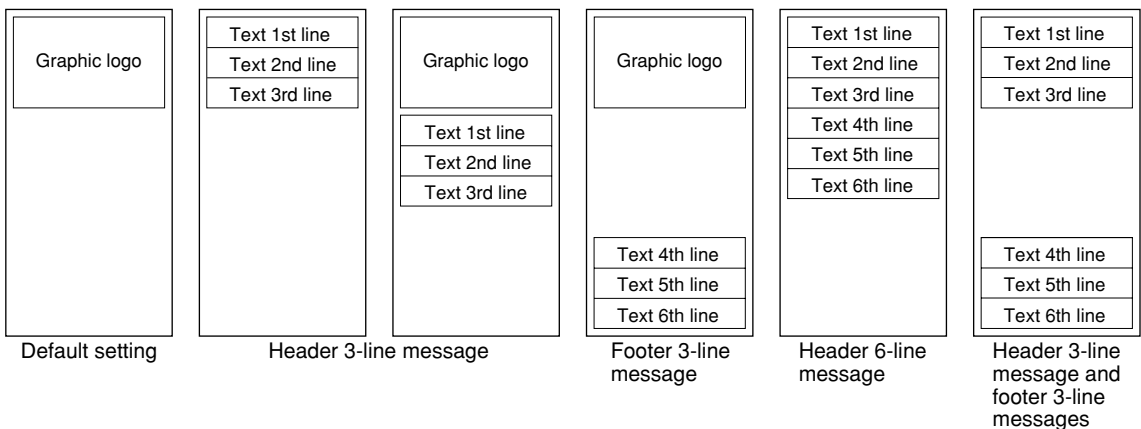 Graphic logo
Default setting
Text 1st line
Text 2nd line
Text 3rd line
Graphic logo
Text 1st line
Text 2nd line
Text 3rd line
Header 3-line message
Graphic logo
Text 4th line
Text 5th line
Text 6th line
Footer 3-line
message
Text 1st line
Text 2nd line
Text 3rd line
Text 4th line
Text 5th line
Text 6th line
Header 6-line
message
Text 1st line
Text 2nd line
Text 3rd line
Text 4th line
Text 5th line
Text 6th line
Header 3-line
message and
footer 3-line
messages